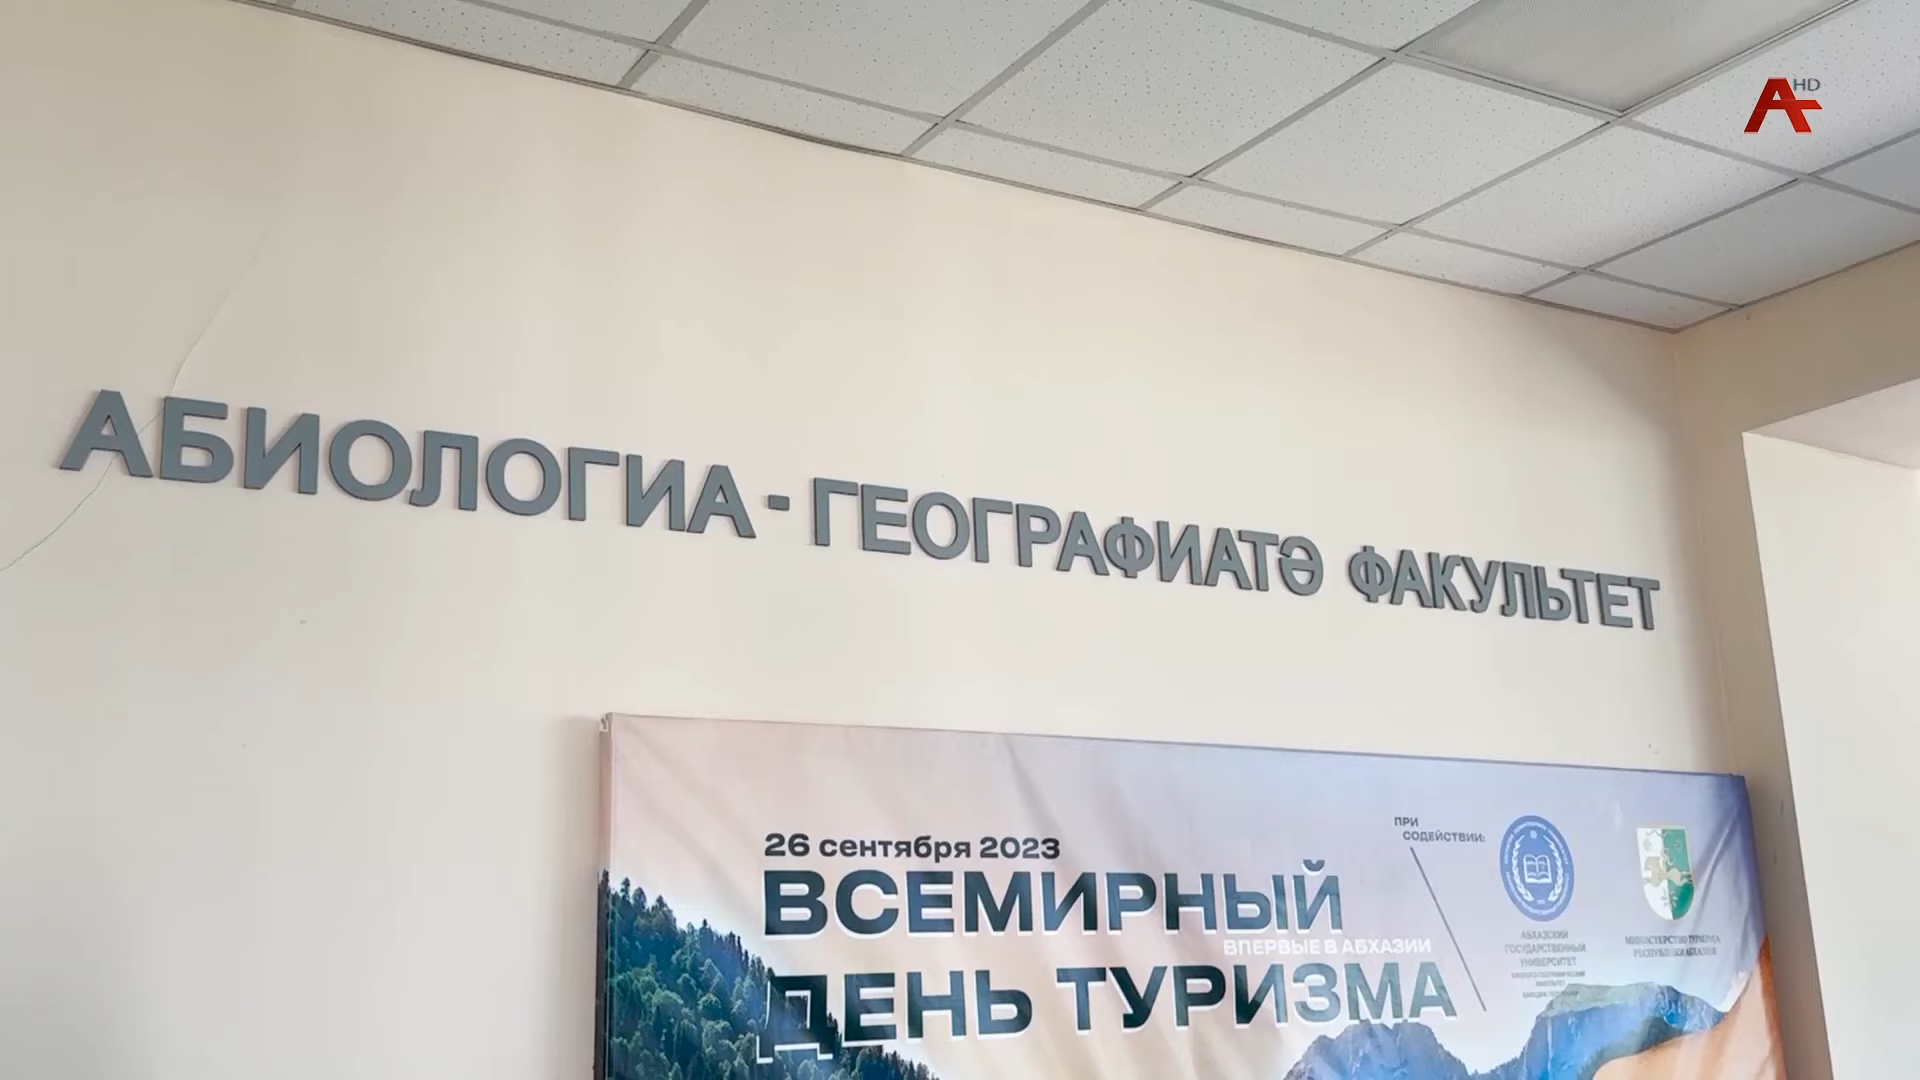 HD
АБИОЛОГИА-ГЕОГРАФИАТӘ ФАКУЛЬТЕТ
26 сентября 2023
ВСЕМИРНЫЙ
ВПЕРВЫЕ В АБХАЗИИ
ДЕНЬ ТУРИЗМА
ПРИ
СОДЕЙСТВИИ:
АБХАЗСКИЙ
ГОСУДАРСТВЕННЫЙ
УНИВЕРСИТЕТ
МИНИСТЕРСТВО ТУРИЗМА
РЕСПУБЛИКИ АБХАЗИЯ